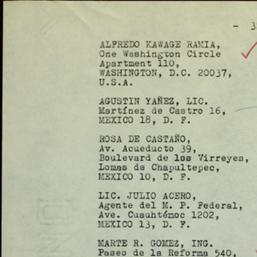 - 3
ALFREDO KAWAGE RAMIA,
One Washington Circle
Apartment 110,
WASHINGTON, D.C. 20037,
U.S.A.
AGUSTIN YAÑEZ, LIC.
Martínez de Castro 16,
MEXICO 18, D. F.
ROSA DE CASTAÑO,
Av. Acueducto 39,
Boulevard de los Virreyes,
Lomas de Chapultepec,
MEXICO 10, D. F.
LIC. JULIO ACERO,
Agente del M. P. Federal,
Ave. Cuauhtémoc 1202,
MEXICO 13, D. F.
MARTE R. GOMEZ, ING.
Paseo de la Reforma 540,